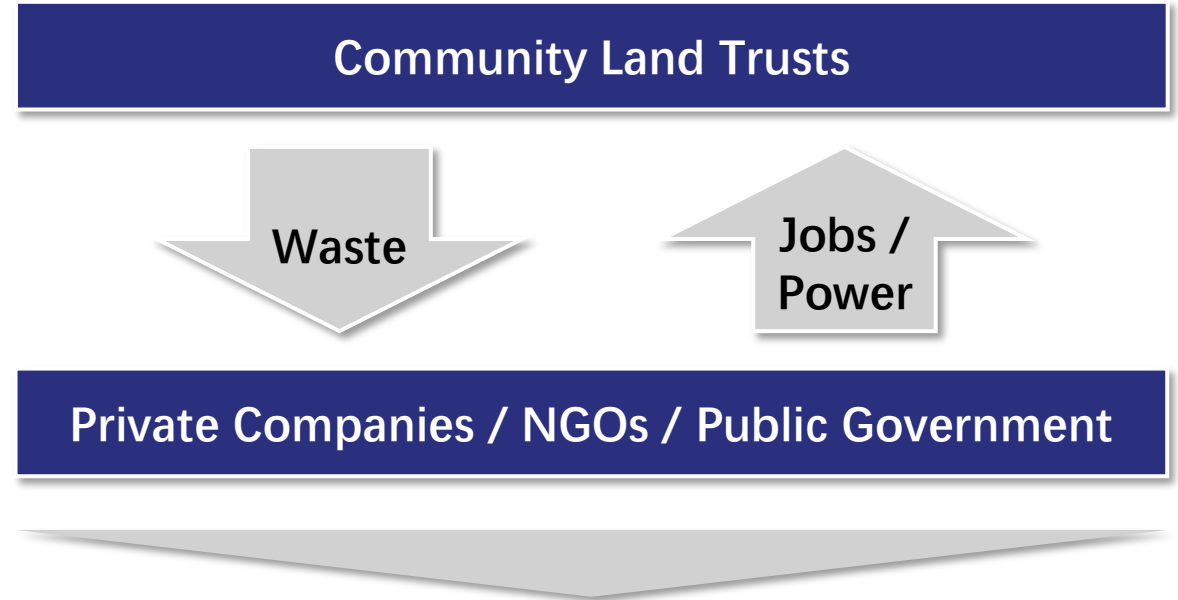 Community Land Trusts
Waste
Jobs /
Power
Private Companies / NGOs / Public Government